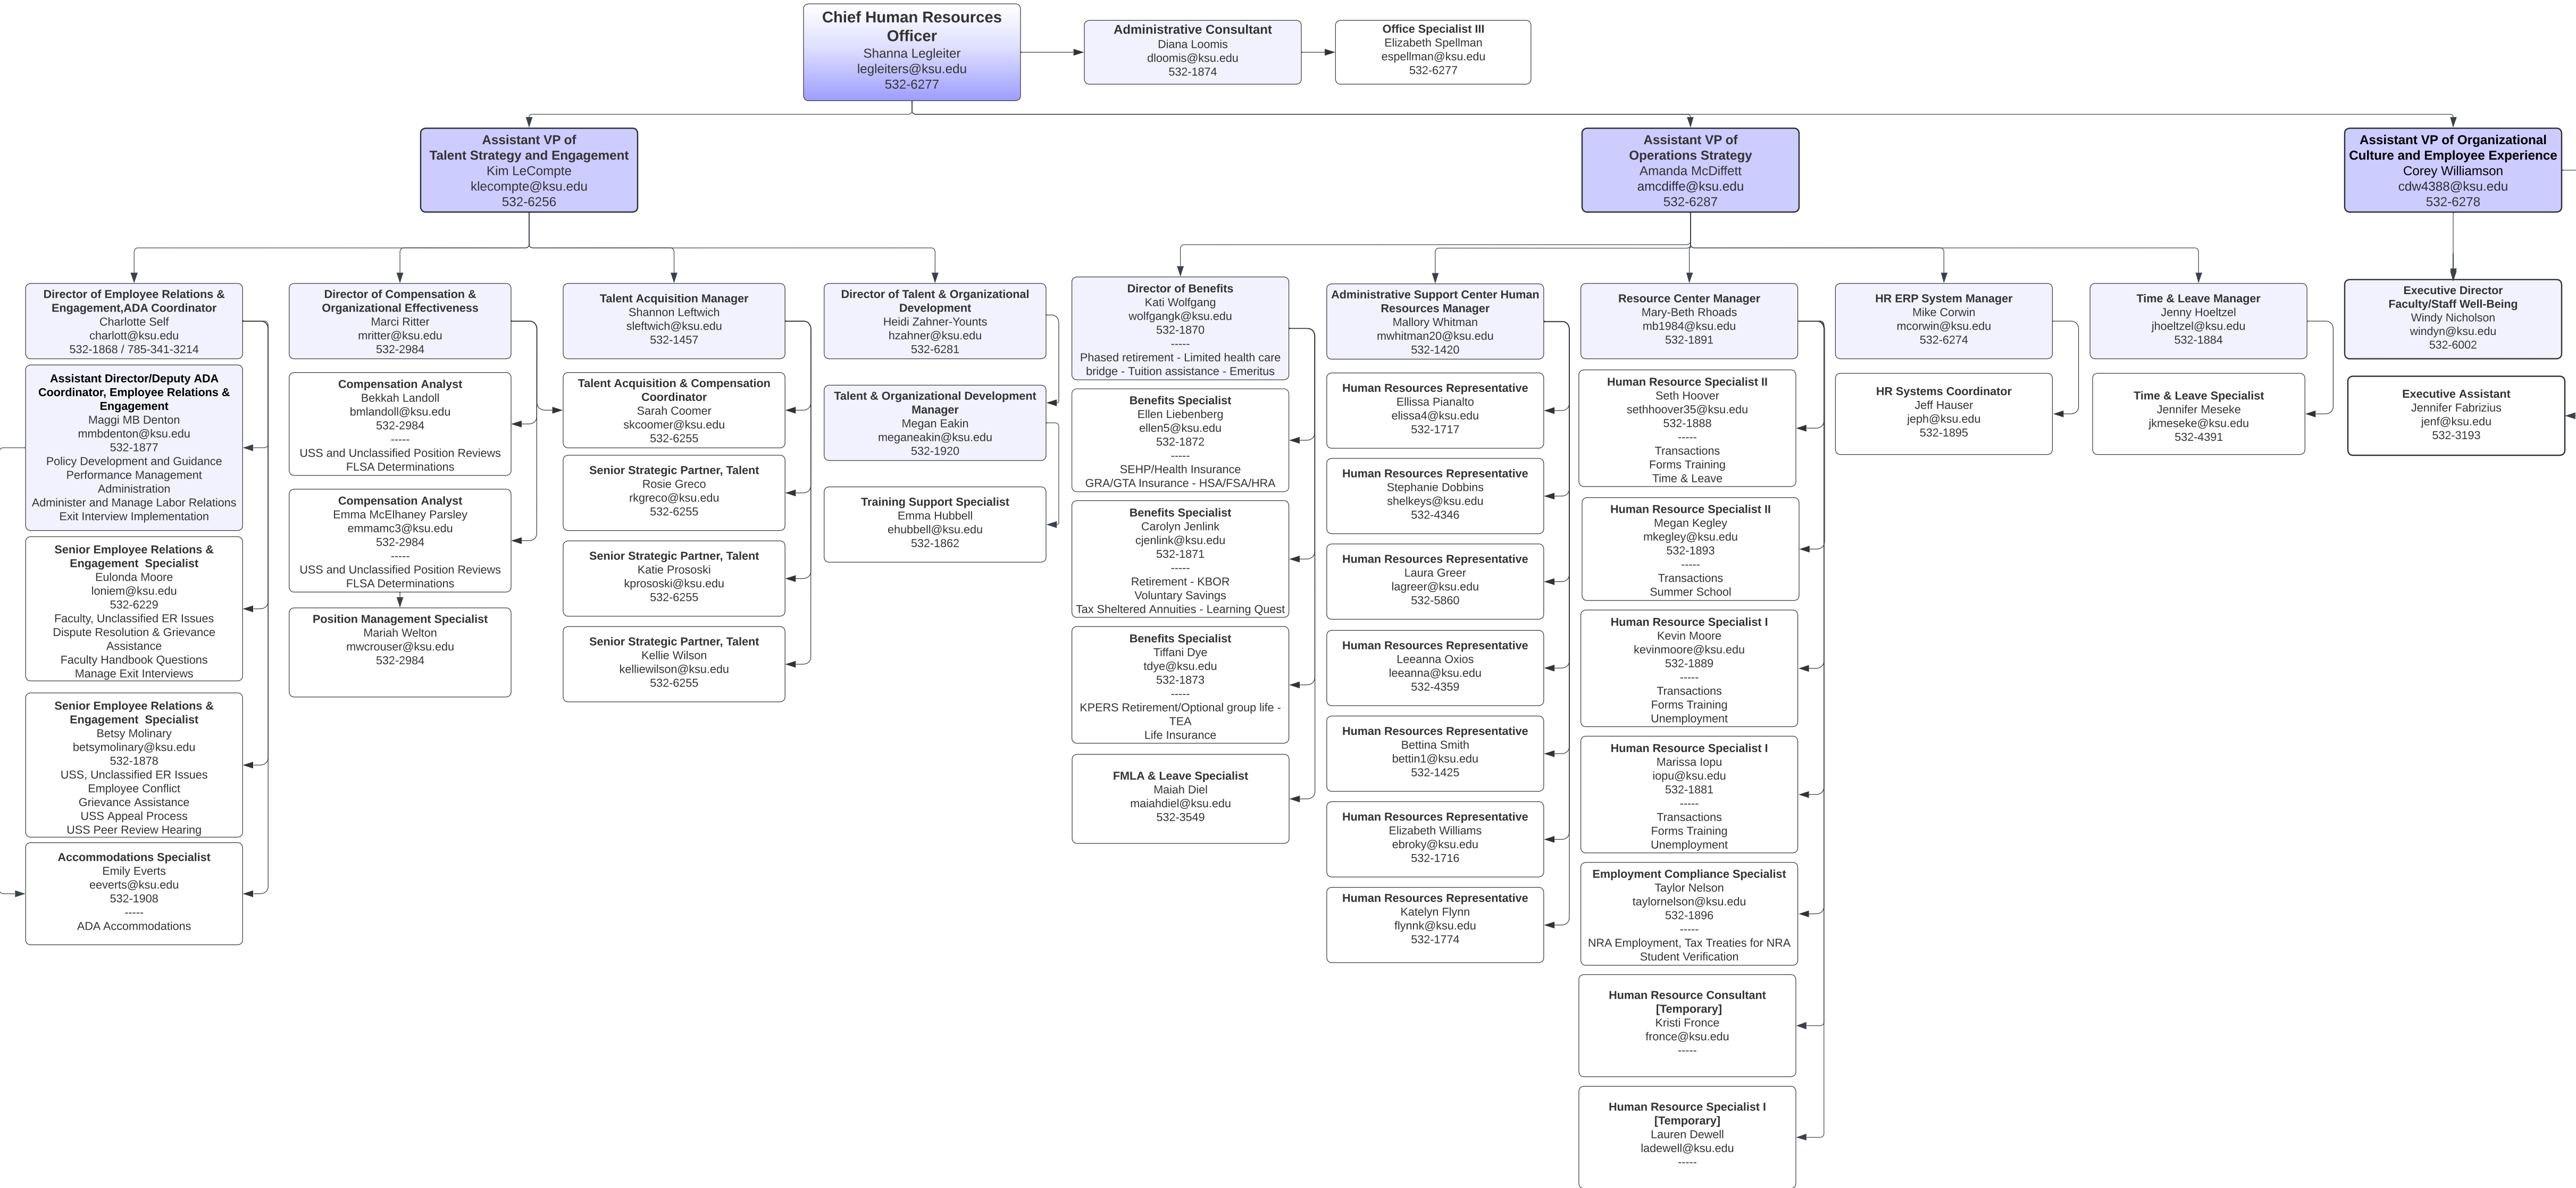 Chief Human Resources
Officer
Shanna Legleiter
legleiters@ksu.edu
532-6277
Administrative Consultant
Diana Loomis
dloomis@ksu.edu
532-1874
Office Specialist III
Elizabeth Spellman
espellman@ksu.edu
532-6277
Assistant VP of
Talent Strategy and Engagement
Kim LeCompte
klecompte@ksu.edu
532-6256
Assistant VP of
Operations Strategy
Amanda McDiffett
amcdiffe@ksu.edu
532-6287
Assistant VP of Organizational
Culture and Employee Experience
Corey Williamson
cdw4388@ksu.edu
532-6278
Director of Employee Relations &
Engagement,ADA Coordinator
Charlotte Self
charlott@ksu.edu
532-1868 / 785-341-3214
Assistant Director/Deputy ADA
Coordinator, Employee Relations &
Engagement
Maggi MB Denton
mmbdenton@ksu.edu
532-1877
Policy Development and Guidance
Performance Management
Administration
Administer and Manage Labor Relations
Exit Interview Implementation
Senior Employee Relations &
Engagement  Specialist
Eulonda Moore
loniem@ksu.edu
532-6229
Faculty, Unclassified ER Issues
Dispute Resolution & Grievance
Assistance
Faculty Handbook Questions
Manage Exit Interviews
Senior Employee Relations &
Engagement  Specialist
Betsy Molinary
betsymolinary@ksu.edu
532-1878
USS, Unclassified ER Issues
Employee Conflict
Grievance Assistance
USS Appeal Process
USS Peer Review Hearing
Accommodations Specialist
Emily Everts
eeverts@ksu.edu
532-1908
-----
ADA Accommodations
Director of Compensation &
Organizational Effectiveness
Marci Ritter
mritter@ksu.edu
532-2984
Compensation Analyst
Bekkah Landoll
bmlandoll@ksu.edu
532-2984
-----
USS and Unclassified Position Reviews
FLSA Determinations
Compensation Analyst
Emma McElhaney Parsley
emmamc3@ksu.edu
532-2984
-----
USS and Unclassified Position Reviews
FLSA Determinations
Position Management Specialist
Mariah Welton
mwcrouser@ksu.edu
532-2984
Talent Acquisition Manager
Shannon Leftwich
sleftwich@ksu.edu
532-1457
Talent Acquisition & Compensation
Coordinator
Sarah Coomer
skcoomer@ksu.edu
532-6255
Senior Strategic Partner, Talent
Rosie Greco
rkgreco@ksu.edu
532-6255
Senior Strategic Partner, Talent
Katie Prososki
kprososki@ksu.edu
532-6255
Senior Strategic Partner, Talent
Kellie Wilson
kelliewilson@ksu.edu
532-6255
Director of Talent & Organizational
Development
Heidi Zahner-Younts
hzahner@ksu.edu
532-6281
Talent & Organizational Development
Manager
Megan Eakin
meganeakin@ksu.edu
532-1920
Training Support Specialist
Emma Hubbell
ehubbell@ksu.edu
532-1862
Director of Benefits
Kati Wolfgang
wolfgangk@ksu.edu
532-1870
-----
Phased retirement - Limited health care
bridge - Tuition assistance - Emeritus
Benefits Specialist
Ellen Liebenberg
ellen5@ksu.edu
532-1872
-----
SEHP/Health Insurance
GRA/GTA Insurance - HSA/FSA/HRA
Benefits Specialist
Carolyn Jenlink
cjenlink@ksu.edu
532-1871
-----
Retirement - KBOR
Voluntary Savings
Tax Sheltered Annuities - Learning Quest
Benefits Specialist
Tiffani Dye
tdye@ksu.edu
532-1873
-----
KPERS Retirement/Optional group life -
TEA
Life Insurance
FMLA & Leave Specialist
Maiah Diel
maiahdiel@ksu.edu
532-3549
Administrative Support Center Human
Resources Manager
Mallory Whitman
mwhitman20@ksu.edu
532-1420
Human Resources Representative
Ellissa Pianalto
elissa4@ksu.edu
532-1717
Human Resources Representative
Stephanie Dobbins
shelkeys@ksu.edu
532-4346
Human Resources Representative
Laura Greer
lagreer@ksu.edu
532-5860
Human Resources Representative
Leeanna Oxios
leeanna@ksu.edu
532-4359
Human Resources Representative
Bettina Smith
bettin1@ksu.edu
532-1425
Human Resources Representative
Elizabeth Williams
ebroky@ksu.edu
532-1716
Human Resources Representative
Katelyn Flynn
flynnk@ksu.edu
532-1774
Resource Center Manager
Mary-Beth Rhoads
mb1984@ksu.edu
532-1891
Human Resource Specialist II
Seth Hoover
sethhoover35@ksu.edu
532-1888
-----
Transactions
Forms Training
Time & Leave
Human Resource Specialist II
Megan Kegley
mkegley@ksu.edu
532-1893
-----
Transactions
Summer School
Human Resource Specialist I
Kevin Moore
kevinmoore@ksu.edu
532-1889
-----
Transactions
Forms Training
Unemployment
Human Resource Specialist I
Marissa Iopu
iopu@ksu.edu
532-1881
-----
Transactions
Forms Training
Unemployment
Employment Compliance Specialist
Taylor Nelson
taylornelson@ksu.edu
532-1896
-----
NRA Employment, Tax Treaties for NRA
Student Verification
Human Resource Consultant
[Temporary]
Kristi Fronce
fronce@ksu.edu
-----
Human Resource Specialist I
[Temporary]
Lauren Dewell
ladewell@ksu.edu
-----
HR ERP System Manager
Mike Corwin
mcorwin@ksu.edu
532-6274
HR Systems Coordinator
Jeff Hauser
jeph@ksu.edu
532-1895
Time & Leave Manager
Jenny Hoeltzel
jhoeltzel@ksu.edu
532-1884
Time & Leave Specialist
Jennifer Meseke
jkmeseke@ksu.edu
532-4391
Executive Director
Faculty/Staff Well-Being
Windy Nicholson
windyn@ksu.edu
532-6002
Executive Assistant
Jennifer Fabrizius
jenf@ksu.edu
532-3193